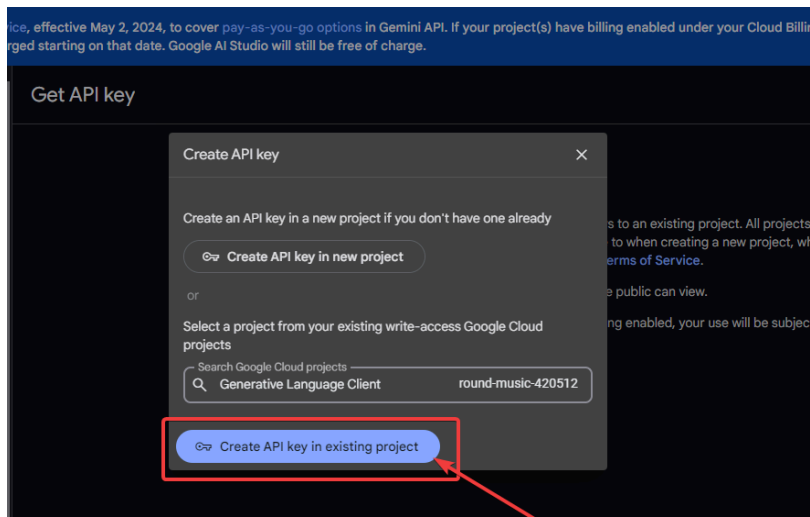 ice, effective May 2, 2024, to cover pay-as-you-go options in Gemini API. If your project(s) have billing enabled under your Cloud Billi
rged starting on that date. Google AI Studio will still be free of charge.
Get API key
Create API key
Create an API key in a new project if you don't have one already
Create API key in new project
or
Select a project from your existing write-access Google Cloud
projects
Search Google Cloud projects
Generative Language Client round-music-420512
Create API key in existing project
s to an existing project. All projects
to when creating a new project, wh
erms of Service.
e public can view.
ng enabled, your use will be subjec